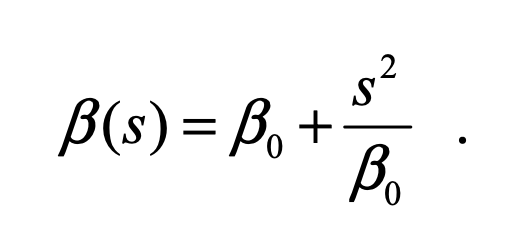 β(s) = β₀ + s²/β₀ .